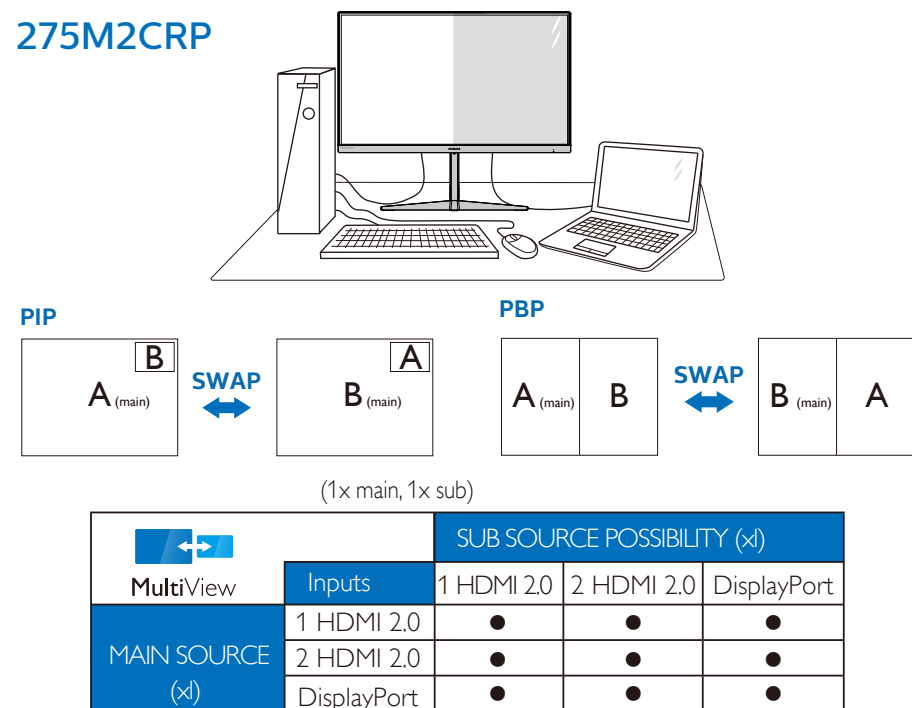 275M2CRP
PIP
PBP
A (main) B SWAP B (main) A
A (main) B SWAP B (main) A
(1x main, 1x sub)
MultiView
SUB SOURCE POSSIBILITY (xl)
Inputs 1 HDMI 2.0 2 HDMI 2.0 DisplayPort
MAIN SOURCE (xl)
1 HDMI 2.0 ● ● ●
2 HDMI 2.0 ● ● ●
DisplayPort ● ● ●